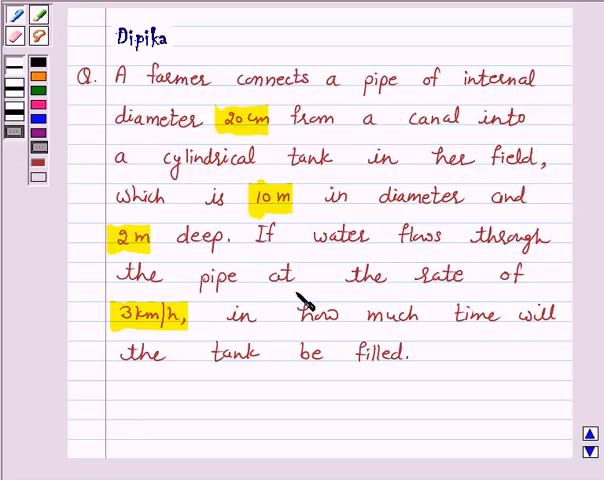 Dipika
Q. A farmer connects a pipe of internal
diameter 20 cm from a canal into
a cylindrical tank in her field,
which is 10 m in diameter and
2 m deep. If water flows through
the pipe at the rate of
3 km/h, in how much time will
the tank be filled.